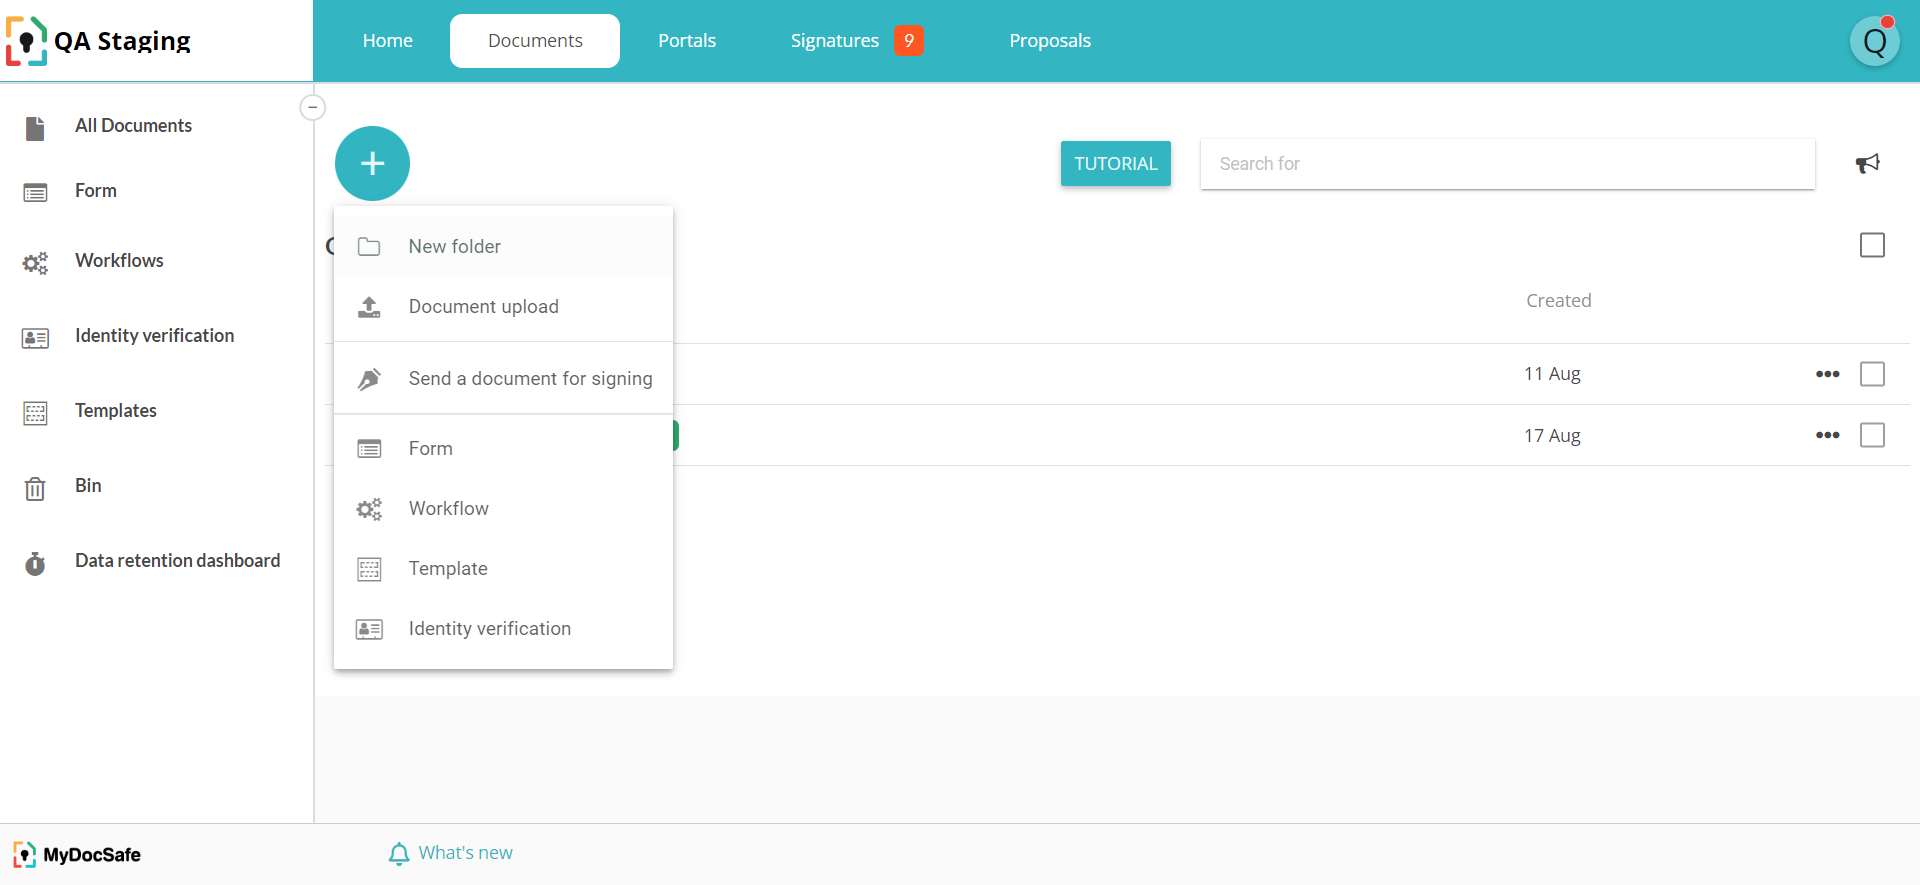 QA Staging
Home
Documents
Portals
Signatures 9
Proposals
Q
All Documents
Form
Workflows
Identity verification
Templates
Bin
Data retention dashboard
TUTORIAL
Search for
New folder
Document upload
Send a document for signing
Form
Workflow
Template
Identity verification
Created
11 Aug
17 Aug
MyDocSafe
What's new